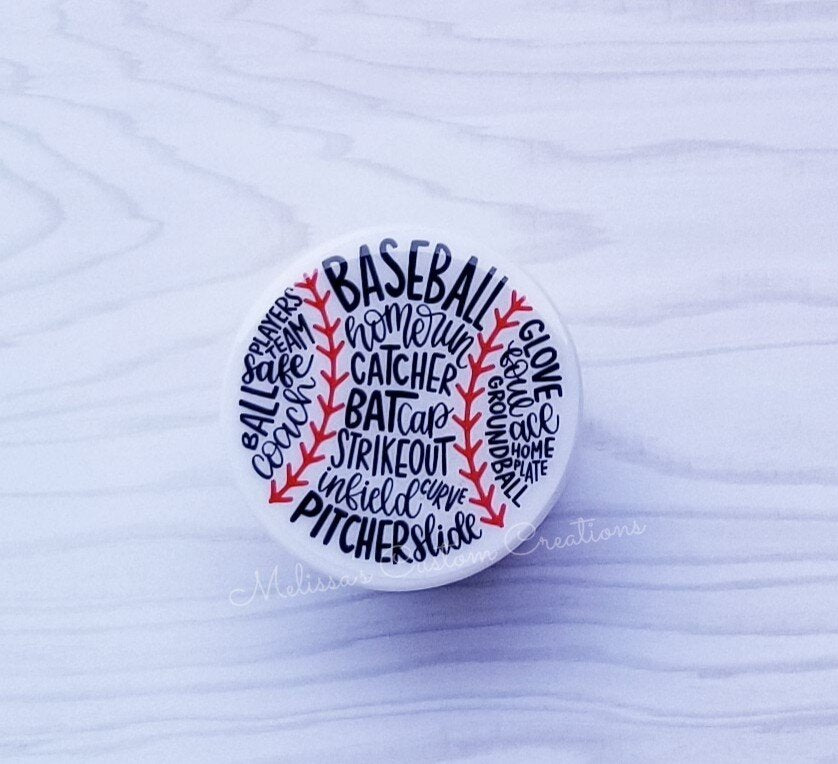 BASEBALL
homerun
CATCHER
BAT cap
STRIKEOUT
infield CURVE
PITCHER slide
PLAYERS
TEAM
safe
BALL
coach
GLOVE
foul
ace
GROUNDBALL
HOME
PLATE
Melissa's Custom Creations